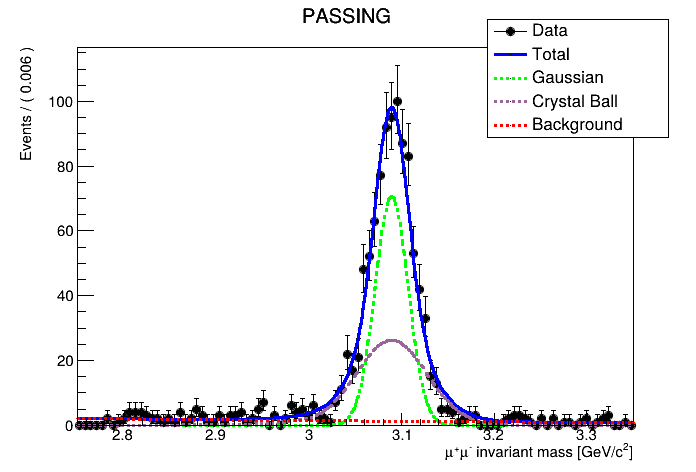 PASSING
Data
Total
Gaussian
Crystal Ball
Background
Events / ( 0.006 )
100
80
60
40
20
0
2.8 2.9 3 3.1 3.2 3.3
μ⁺μ⁻ invariant mass [GeV/c²]